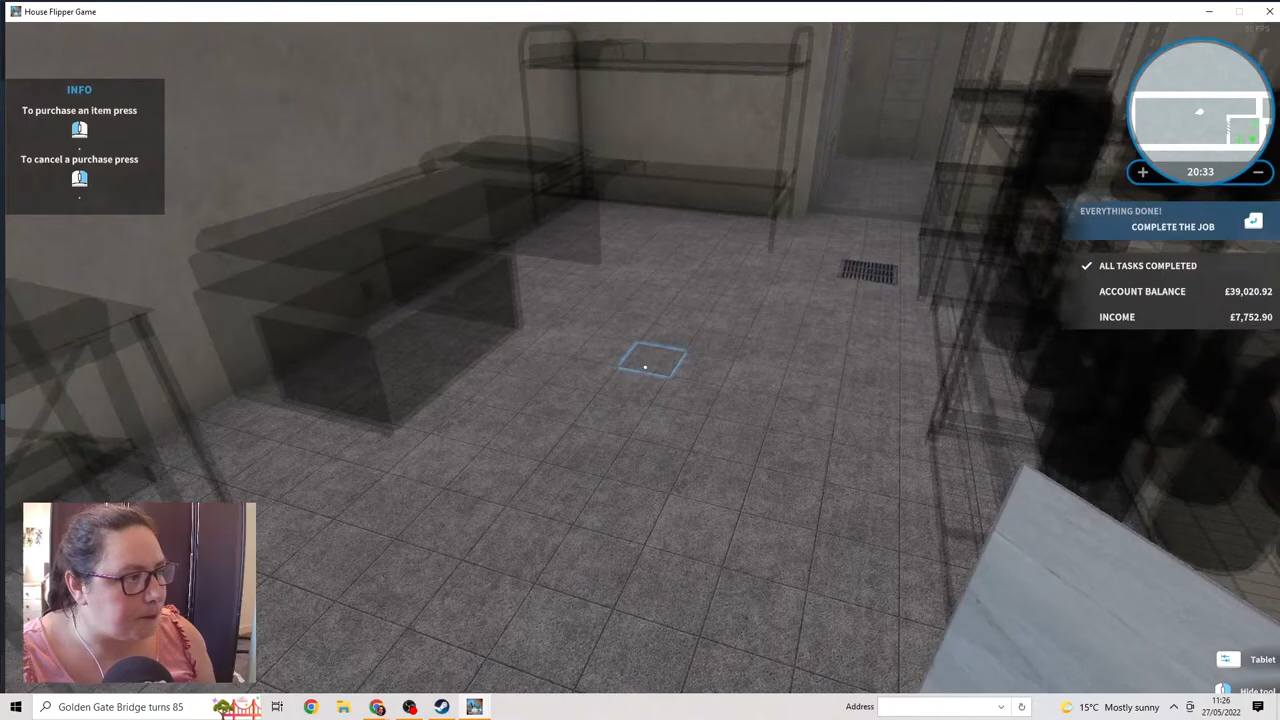 House Flipper Game
50 FPS
INFO
To purchase an item press
.
To cancel a purchase press
.
20:33
EVERYTHING DONE!
COMPLETE THE JOB
ALL TASKS COMPLETED
ACCOUNT BALANCE £39,020.92
INCOME £7,752.90
Tablet
Hide tool
Golden Gate Bridge turns 85
Address
15°C Mostly sunny
11:26
27/05/2022